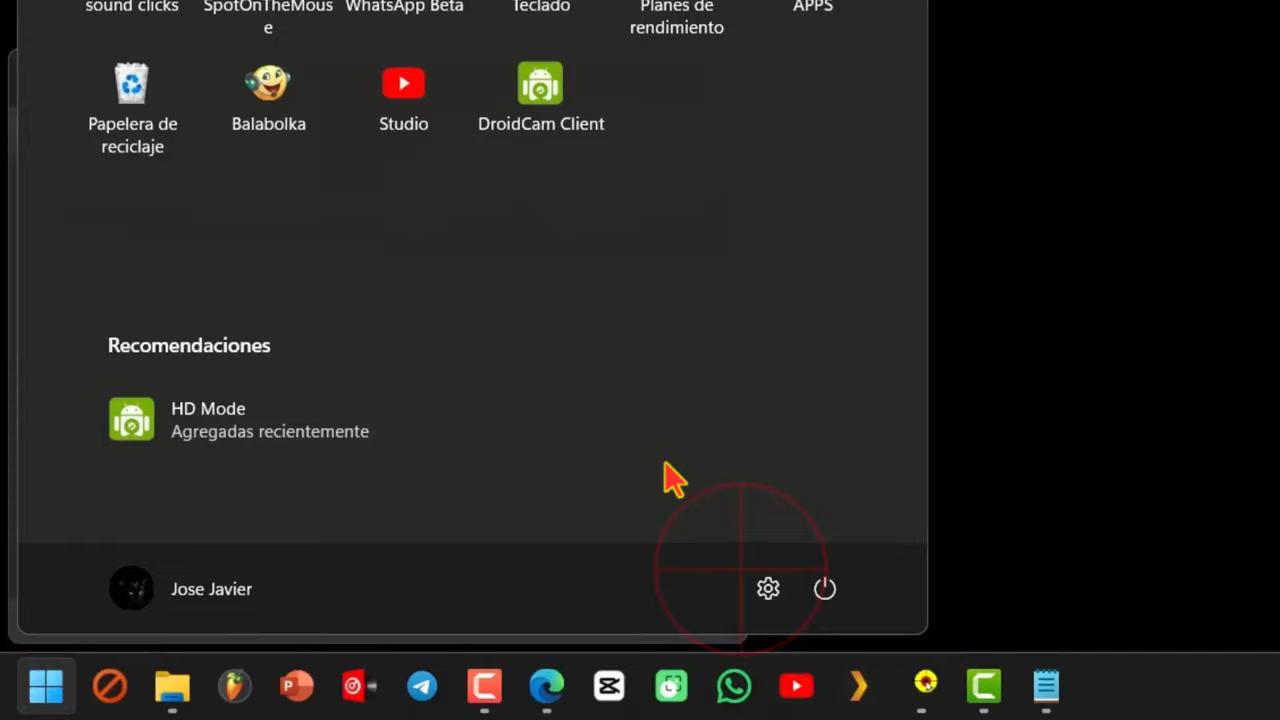 sound clicks SpotOnTheMous WhatsApp Beta Teclado Planes de APPS
e rendimiento
Papelera de Balabolka Studio DroidCam Client
reciclaje
Recomendaciones
HD Mode
Agregadas recientemente
Jose Javier